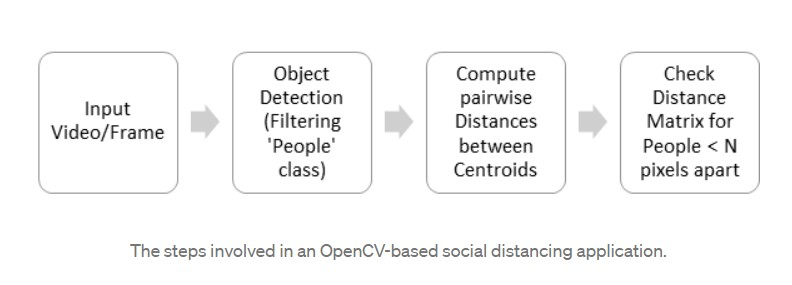 Input
Video/Frame
Object
Detection
(Filtering
'People'
class)
Compute
pairwise
Distances
between
Centroids
Check
Distance
Matrix for
People < N
pixels apart
The steps involved in an OpenCV-based social distancing application.